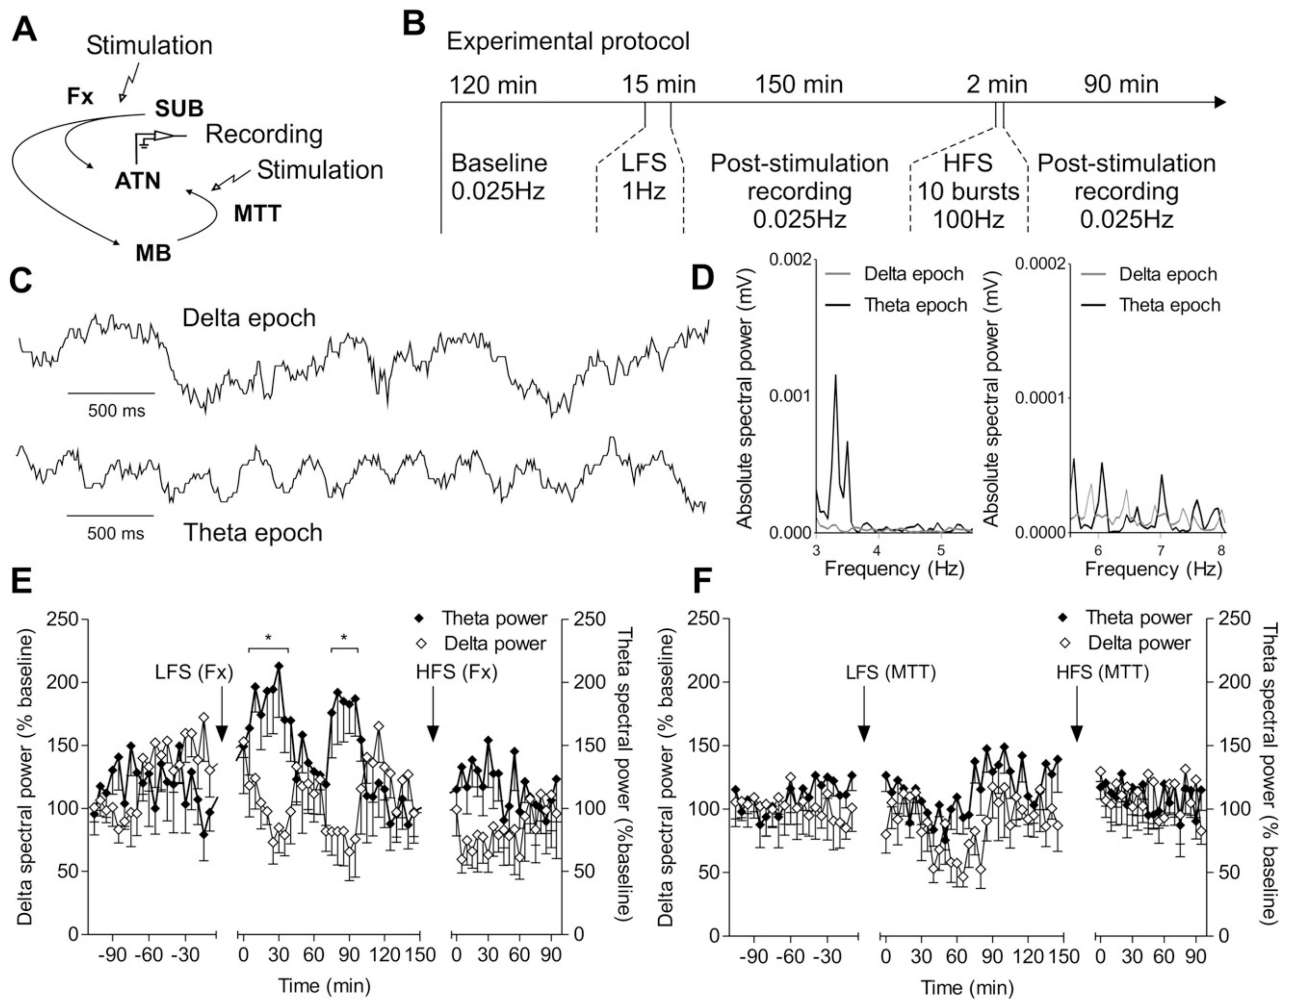 A
Stimulation
Fx
SUB
Recording
ATN
Stimulation
MTT
MB
B
Experimental protocol
120 min 15 min 150 min 2 min 90 min
Baseline
0.025Hz
LFS
1Hz
Post-stimulation
recording
0.025Hz
HFS
10 bursts
100Hz
Post-stimulation
recording
0.025Hz
C
Delta epoch
500 ms
500 ms
Theta epoch
D
Absolute spectral power (mV)
0.002
0.001
0.000
Delta epoch
Theta epoch
3 4 5
Frequency (Hz)
Absolute spectral power (mV)
0.0002
0.0001
0.0000
Delta epoch
Theta epoch
6 7 8
Frequency (Hz)
E
Delta spectral power (% baseline)
250
200
150
100
50
0
Theta power
Delta power
LFS (Fx)
*
*
HFS (Fx)
250
200
150
100
50
0
Theta spectral power (%baseline)
-90 -60 -30 0 30 60 90 120 150 0 30 60 90
Time (min)
F
Delta spectral power (% baseline)
250
200
150
100
50
0
Theta power
Delta power
LFS (MTT)
HFS (MTT)
250
200
150
100
50
0
Theta spectral power (% baseline)
-90 -60 -30 0 30 60 90 120 150 0 30 60 90
Time (min)